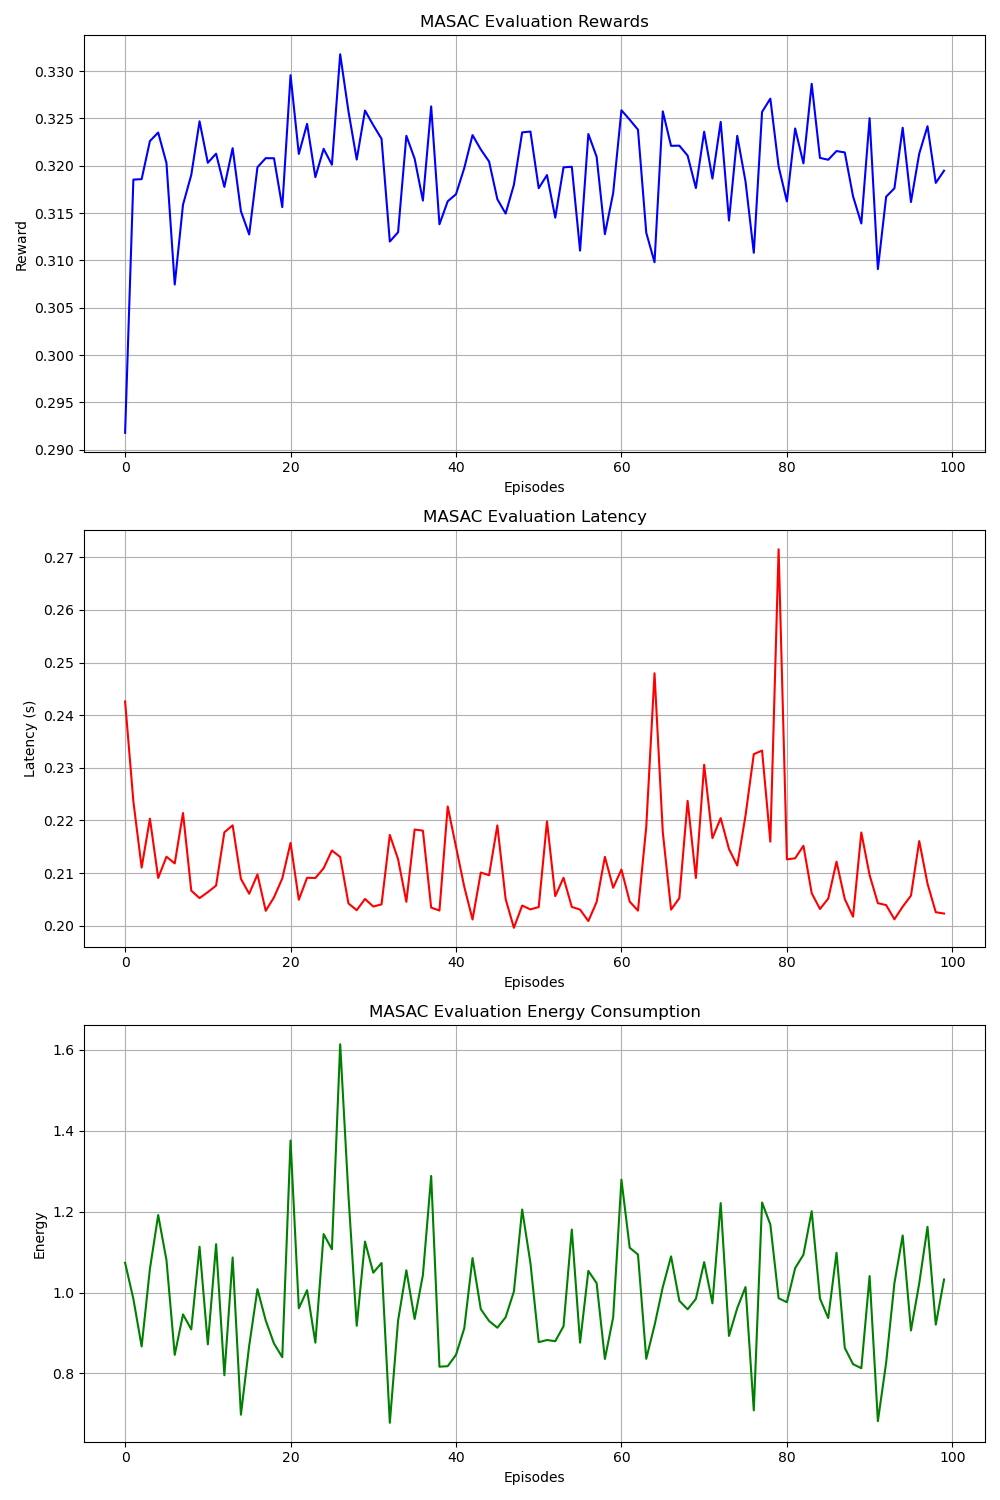 MASAC Evaluation Rewards
0.330
0.325
0.320
0.315
0.310
0.305
0.300
0.295
0.290
Reward
0 20 40 60 80 100
Episodes
MASAC Evaluation Latency
0.27
0.26
0.25
0.24
0.23
0.22
0.21
0.20
Latency (s)
0 20 40 60 80 100
Episodes
MASAC Evaluation Energy Consumption
1.6
1.4
1.2
1.0
0.8
Energy
0 20 40 60 80 100
Episodes